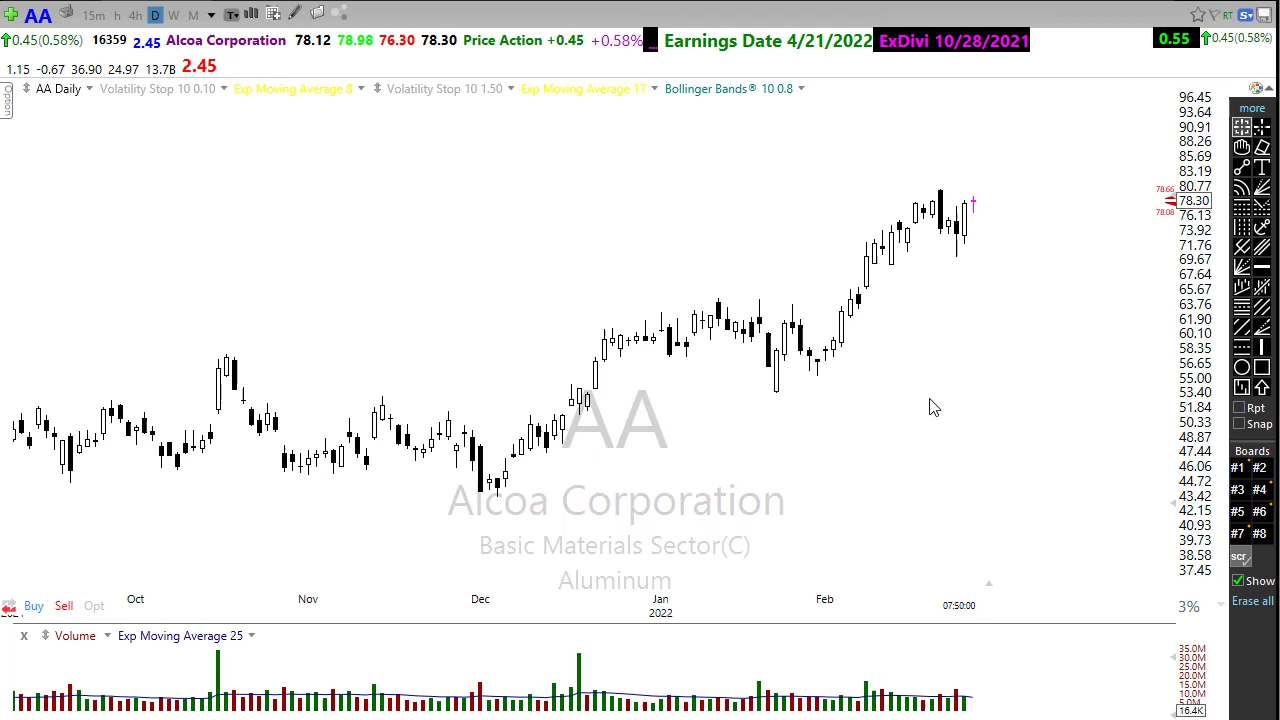 AA 15m h 4h D W M T RT S
0.45(0.58%) 16359 2.45 Alcoa Corporation 78.12 78.98 76.30 78.30 Price Action +0.45 +0.58% ... Earnings Date 4/21/2022 ExDivi 10/28/2021 0.55 0.45(0.58%)
1.15 -0.67 36.90 24.97 13.7B 2.45
Option
AA Daily Volatility Stop 10 0.10 Exp Moving Average 8 Volatility Stop 10 1.50 Exp Moving Average 17 Bollinger Bands® 10 0.8
96.45
93.64
90.91
88.26
85.69
83.19
80.77
78.66
78.30
78.08
76.13
73.92
71.76
69.67
67.64
65.67
63.76
61.90
60.10
58.35
56.65
55.00
53.40
51.84
50.33
48.87
47.44
46.06
44.72
43.42
42.15
40.93
39.73
38.58
37.45
AA
Alcoa Corporation
Basic Materials Sector(C)
Aluminum
Oct Nov Dec Jan Feb
2022 07:50:00
Buy Sell Opt 3%
X Volume Exp Moving Average 25
35.0M
30.0M
25.0M
20.0M
15.0M
10.0M
5.0M
16.4K
more
T
Rpt
Snap
Boards
#1 #2
#3 #4
#5 #6
#7 #8
scr
Show
Erase all